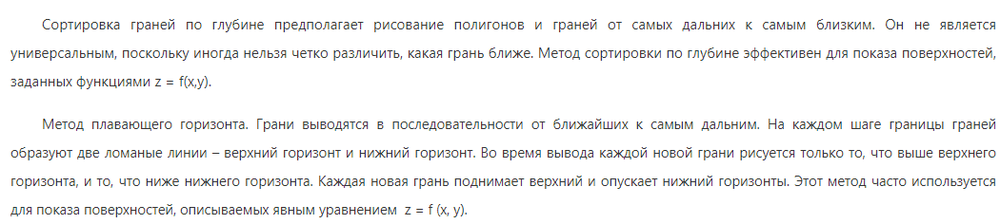 Сортировка граней по глубине предполагает рисование полигонов и граней от самых дальних к самым близким. Он не является
универсальным, поскольку иногда нельзя четко различить, какая грань ближе. Метод сортировки по глубине эффективен для показа поверхностей,
заданных функциями z = f(x,y).
Метод плавающего горизонта. Грани выводятся в последовательности от ближайших к самым дальним. На каждом шаге границы граней
образуют две ломаные линии – верхний горизонт и нижний горизонт. Во время вывода каждой новой грани рисуется только то, что выше верхнего
горизонта, и то, что ниже нижнего горизонта. Каждая новая грань поднимает верхний и опускает нижний горизонты. Этот метод часто используется
для показа поверхностей, описываемых явным уравнением z = f (x, y).